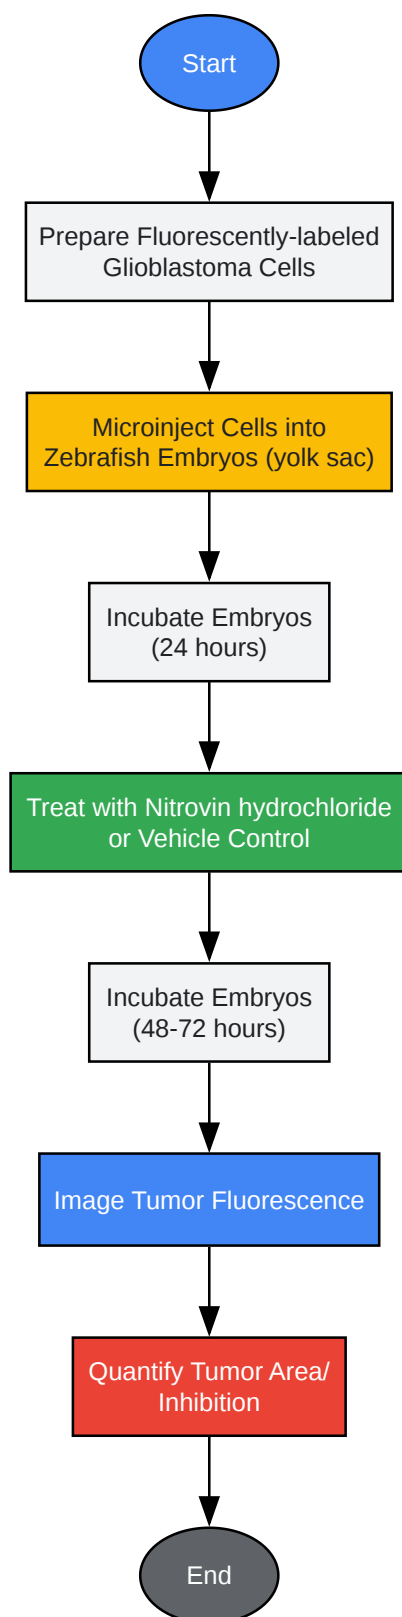 Start
Prepare Fluorescently-labeled
Glioblastoma Cells
Microinject Cells into
Zebrafish Embryos (yolk sac)
Incubate Embryos
(24 hours)
Treat with Nitrovin hydrochloride
or Vehicle Control
Incubate Embryos
(48-72 hours)
Image Tumor Fluorescence
Quantify Tumor Area/
Inhibition
End